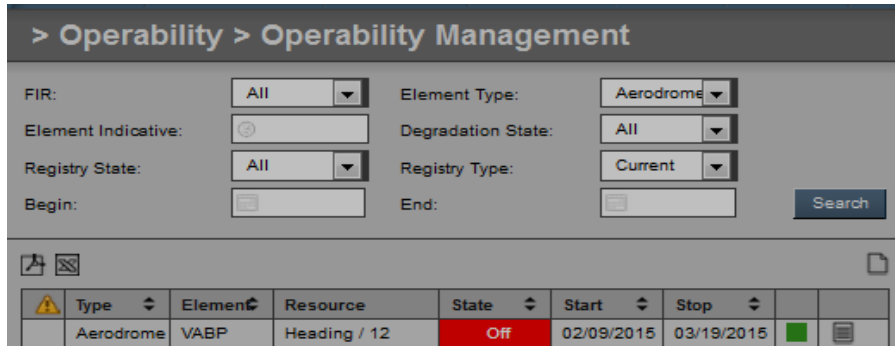 > Operability > Operability Management
FIR: All Element Type: Aerodrome
Element Indicative: Degradation State: All
Registry State: All Registry Type: Current
Begin: End: Search
Type Element Resource State Start Stop
Aerodrome VABP Heading / 12 Off 02/09/2015 03/19/2015